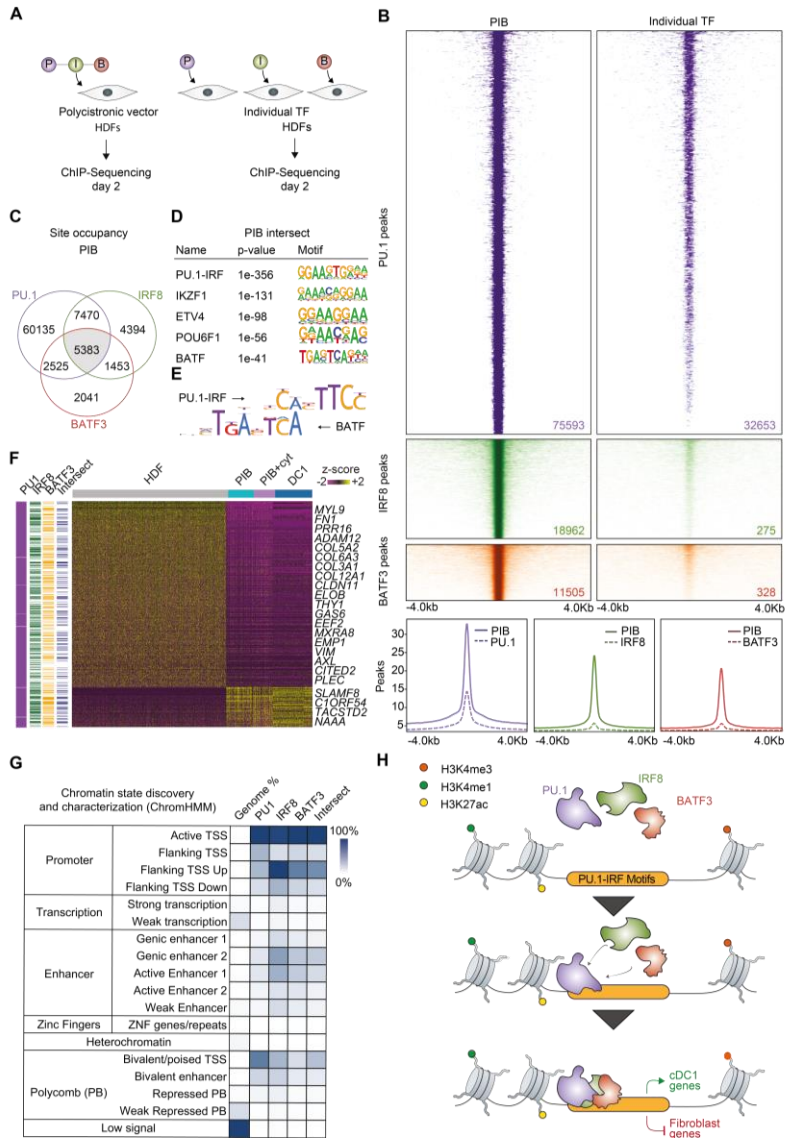 A
P I B
Polycistronic vector
HDFs
ChIP-Sequencing
day 2
P I B
Individual TF
HDFs
ChIP-Sequencing
day 2
B
PIB
Individual TF
PU.1 peaks
75593
32653
IRF8 peaks
18962
275
BATF3 peaks
11505
328
-4.0kb 4.0Kb -4.0kb 4.0Kb
Peaks
30
25
20
15
10
5
PIB
PU.1
-4.0Kb 4.0Kb
PIB
IRF8
-4.0Kb 4.0Kb
PIB
BATF3
-4.0Kb 4.0Kb
C
Site occupancy
PIB
PU.1
IRF8
7470
60135
4394
5383
2525
1453
2041
BATF3
D
PIB intersect
Name p-value Motif
PU.1-IRF 1e-356
IKZF1 1e-131
ETV4 1e-98
POU6F1 1e-56
BATF 1e-41
E
PU.1-IRF
BATF
F
PU1
IRF8
BATF3
Intersect
HDF
PIB
PIB+cyt
DC1
z-score
-2 +2
MYL9
FN1
PRR16
ADAM12
COL5A2
COL6A3
COL3A1
COL12A1
CLDN11
ELOB
THY1
GAS6
EEF2
MXRA8
EMP1
VIM
AXL
CITED2
PLEC
SLAMF8
C1ORF54
TACSTD2
NAAA
G
Chromatin state discovery
and characterization (ChromHMM)
Genome %
PU1
IRF8
BATF3
Intersect
100%
0%
Promoter
Active TSS
Flanking TSS
Flanking TSS Up
Flanking TSS Down
Transcription
Strong transcription
Weak transcription
Enhancer
Genic enhancer 1
Genic enhancer 2
Active Enhancer 1
Active Enhancer 2
Weak Enhancer
Zinc Fingers
ZNF genes/repeats
Heterochromatin
Polycomb (PB)
Bivalent/poised TSS
Bivalent enhancer
Repressed PB
Weak Repressed PB
Low signal
H
H3K4me3
H3K4me1
H3K27ac
PU.1
IRF8
BATF3
PU.1-IRF Motifs
cDC1
genes
Fibroblast
genes